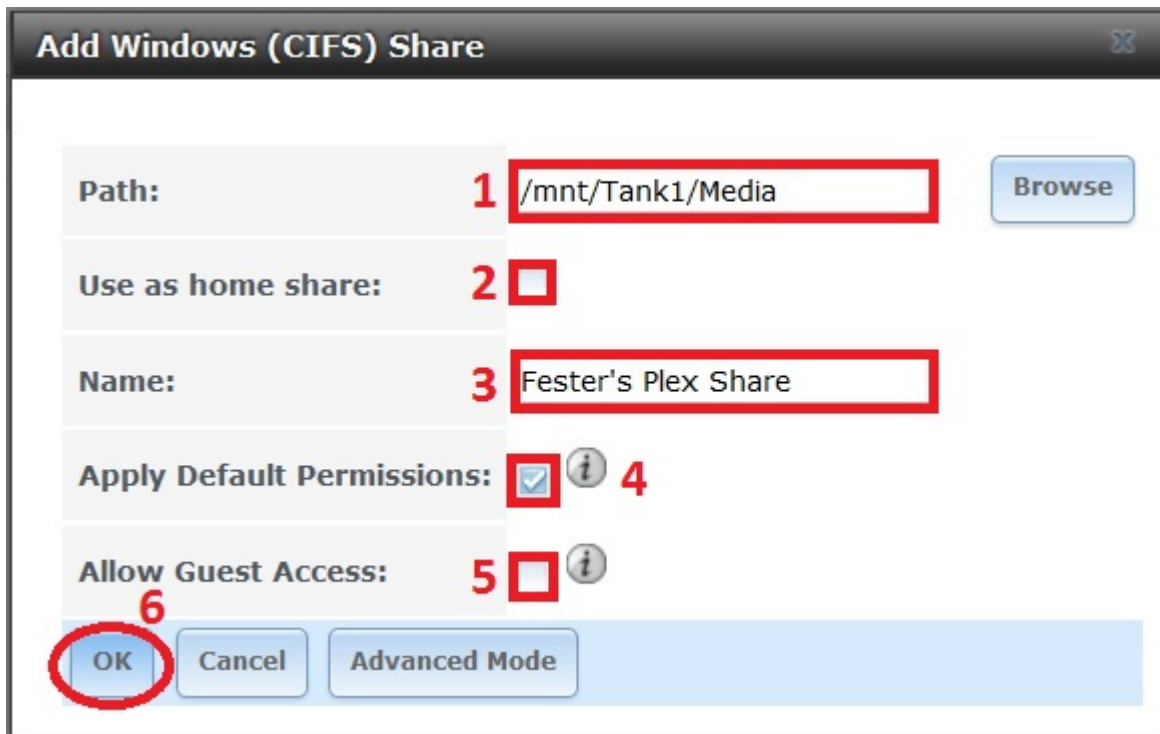 Add Windows (CIFS) Share
Path: 1 /mnt/Tank1/Media Browse
Use as home share: 2
Name: 3 Fester's Plex Share
Apply Default Permissions: i 4
Allow Guest Access: 5 i
6
OK Cancel Advanced Mode